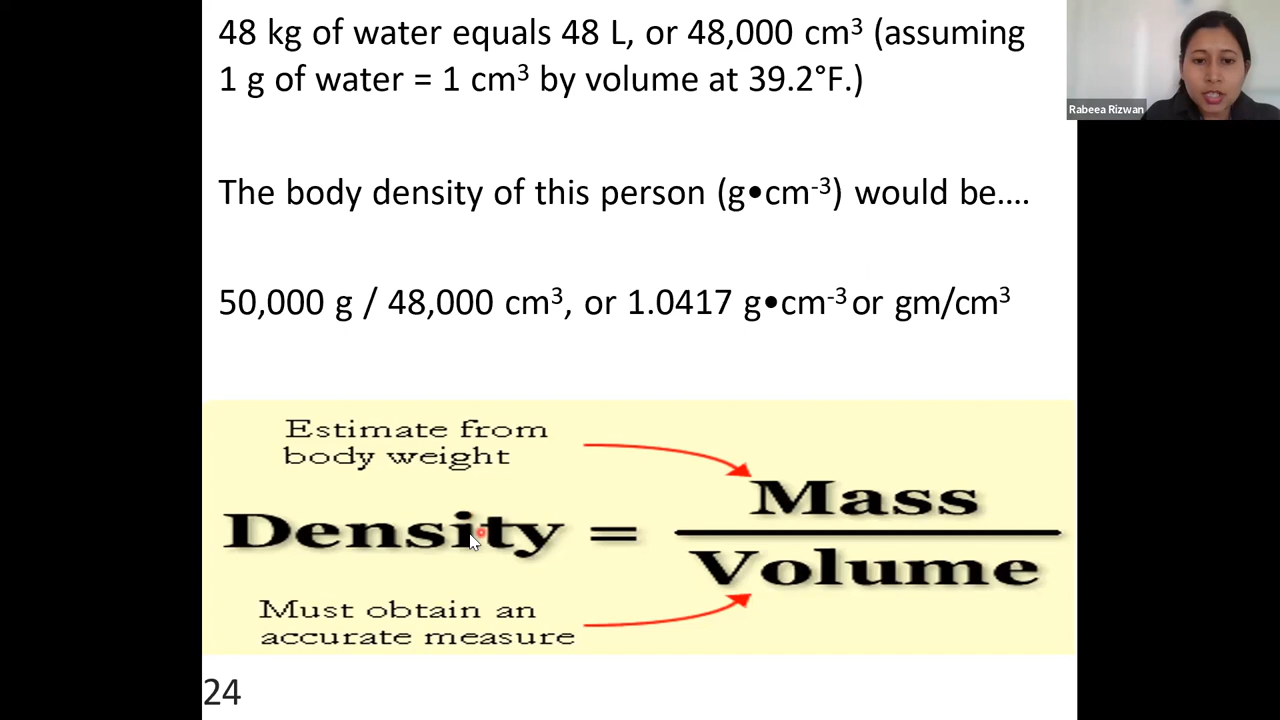 48 kg of water equals 48 L, or 48,000 cm³ (assuming
1 g of water = 1 cm³ by volume at 39.2°F.)
Rabeea Rizwan
The body density of this person (g•cm⁻³) would be....
50,000 g / 48,000 cm³, or 1.0417 g•cm⁻³ or gm/cm³
Estimate from
body weight
Density = Mass
Volume
Must obtain an
accurate measure
24